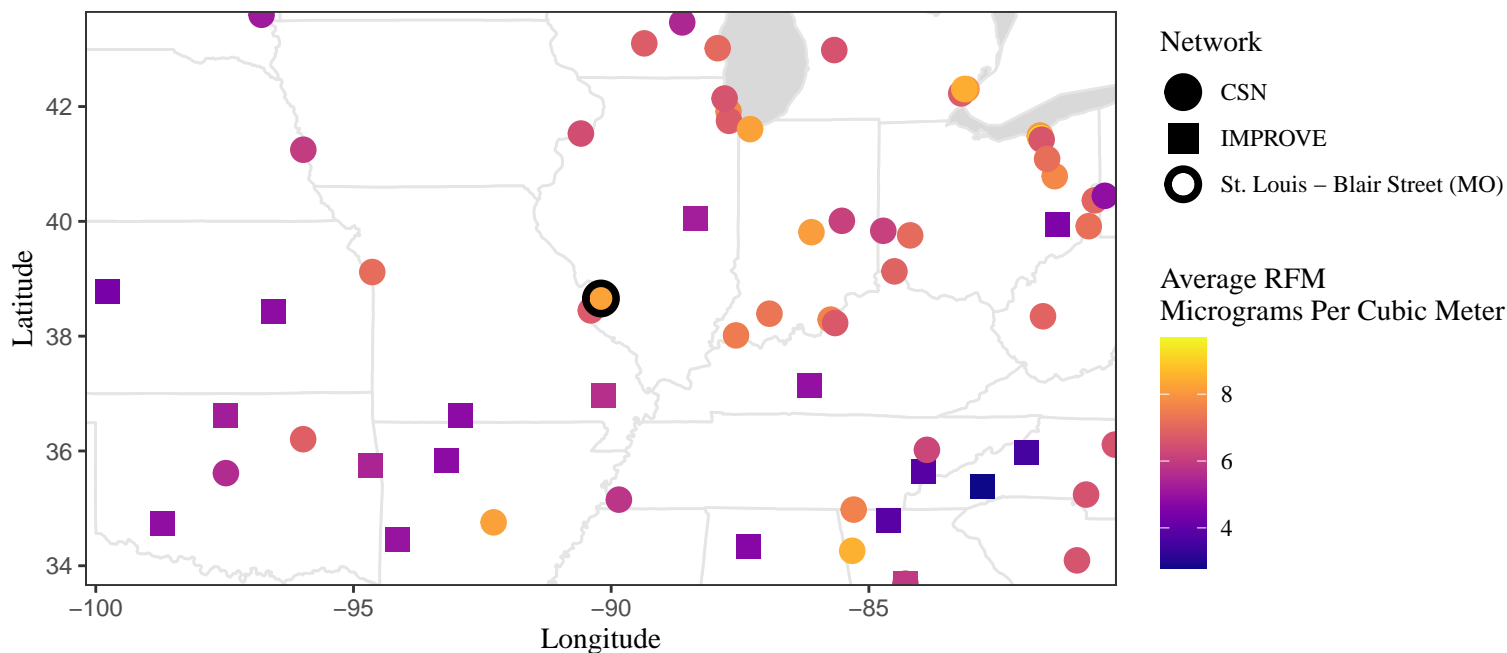 42
40
38
36
34
Latitude
−100
−95
−90
−85
Longitude
Network
CSN
IMPROVE
St. Louis − Blair Street (MO)
Average RFM
Micrograms Per Cubic Meter
8
6
4